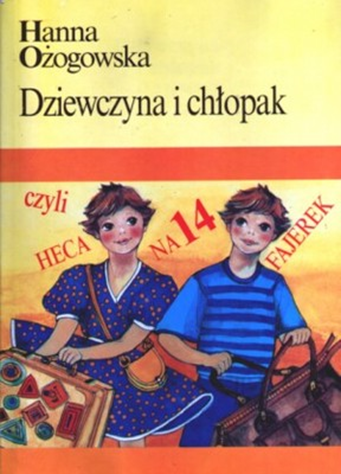 Hanna
Ożogowska
Dziewczyna i chłopak
czyli
HECA NA 14 FAJEREK